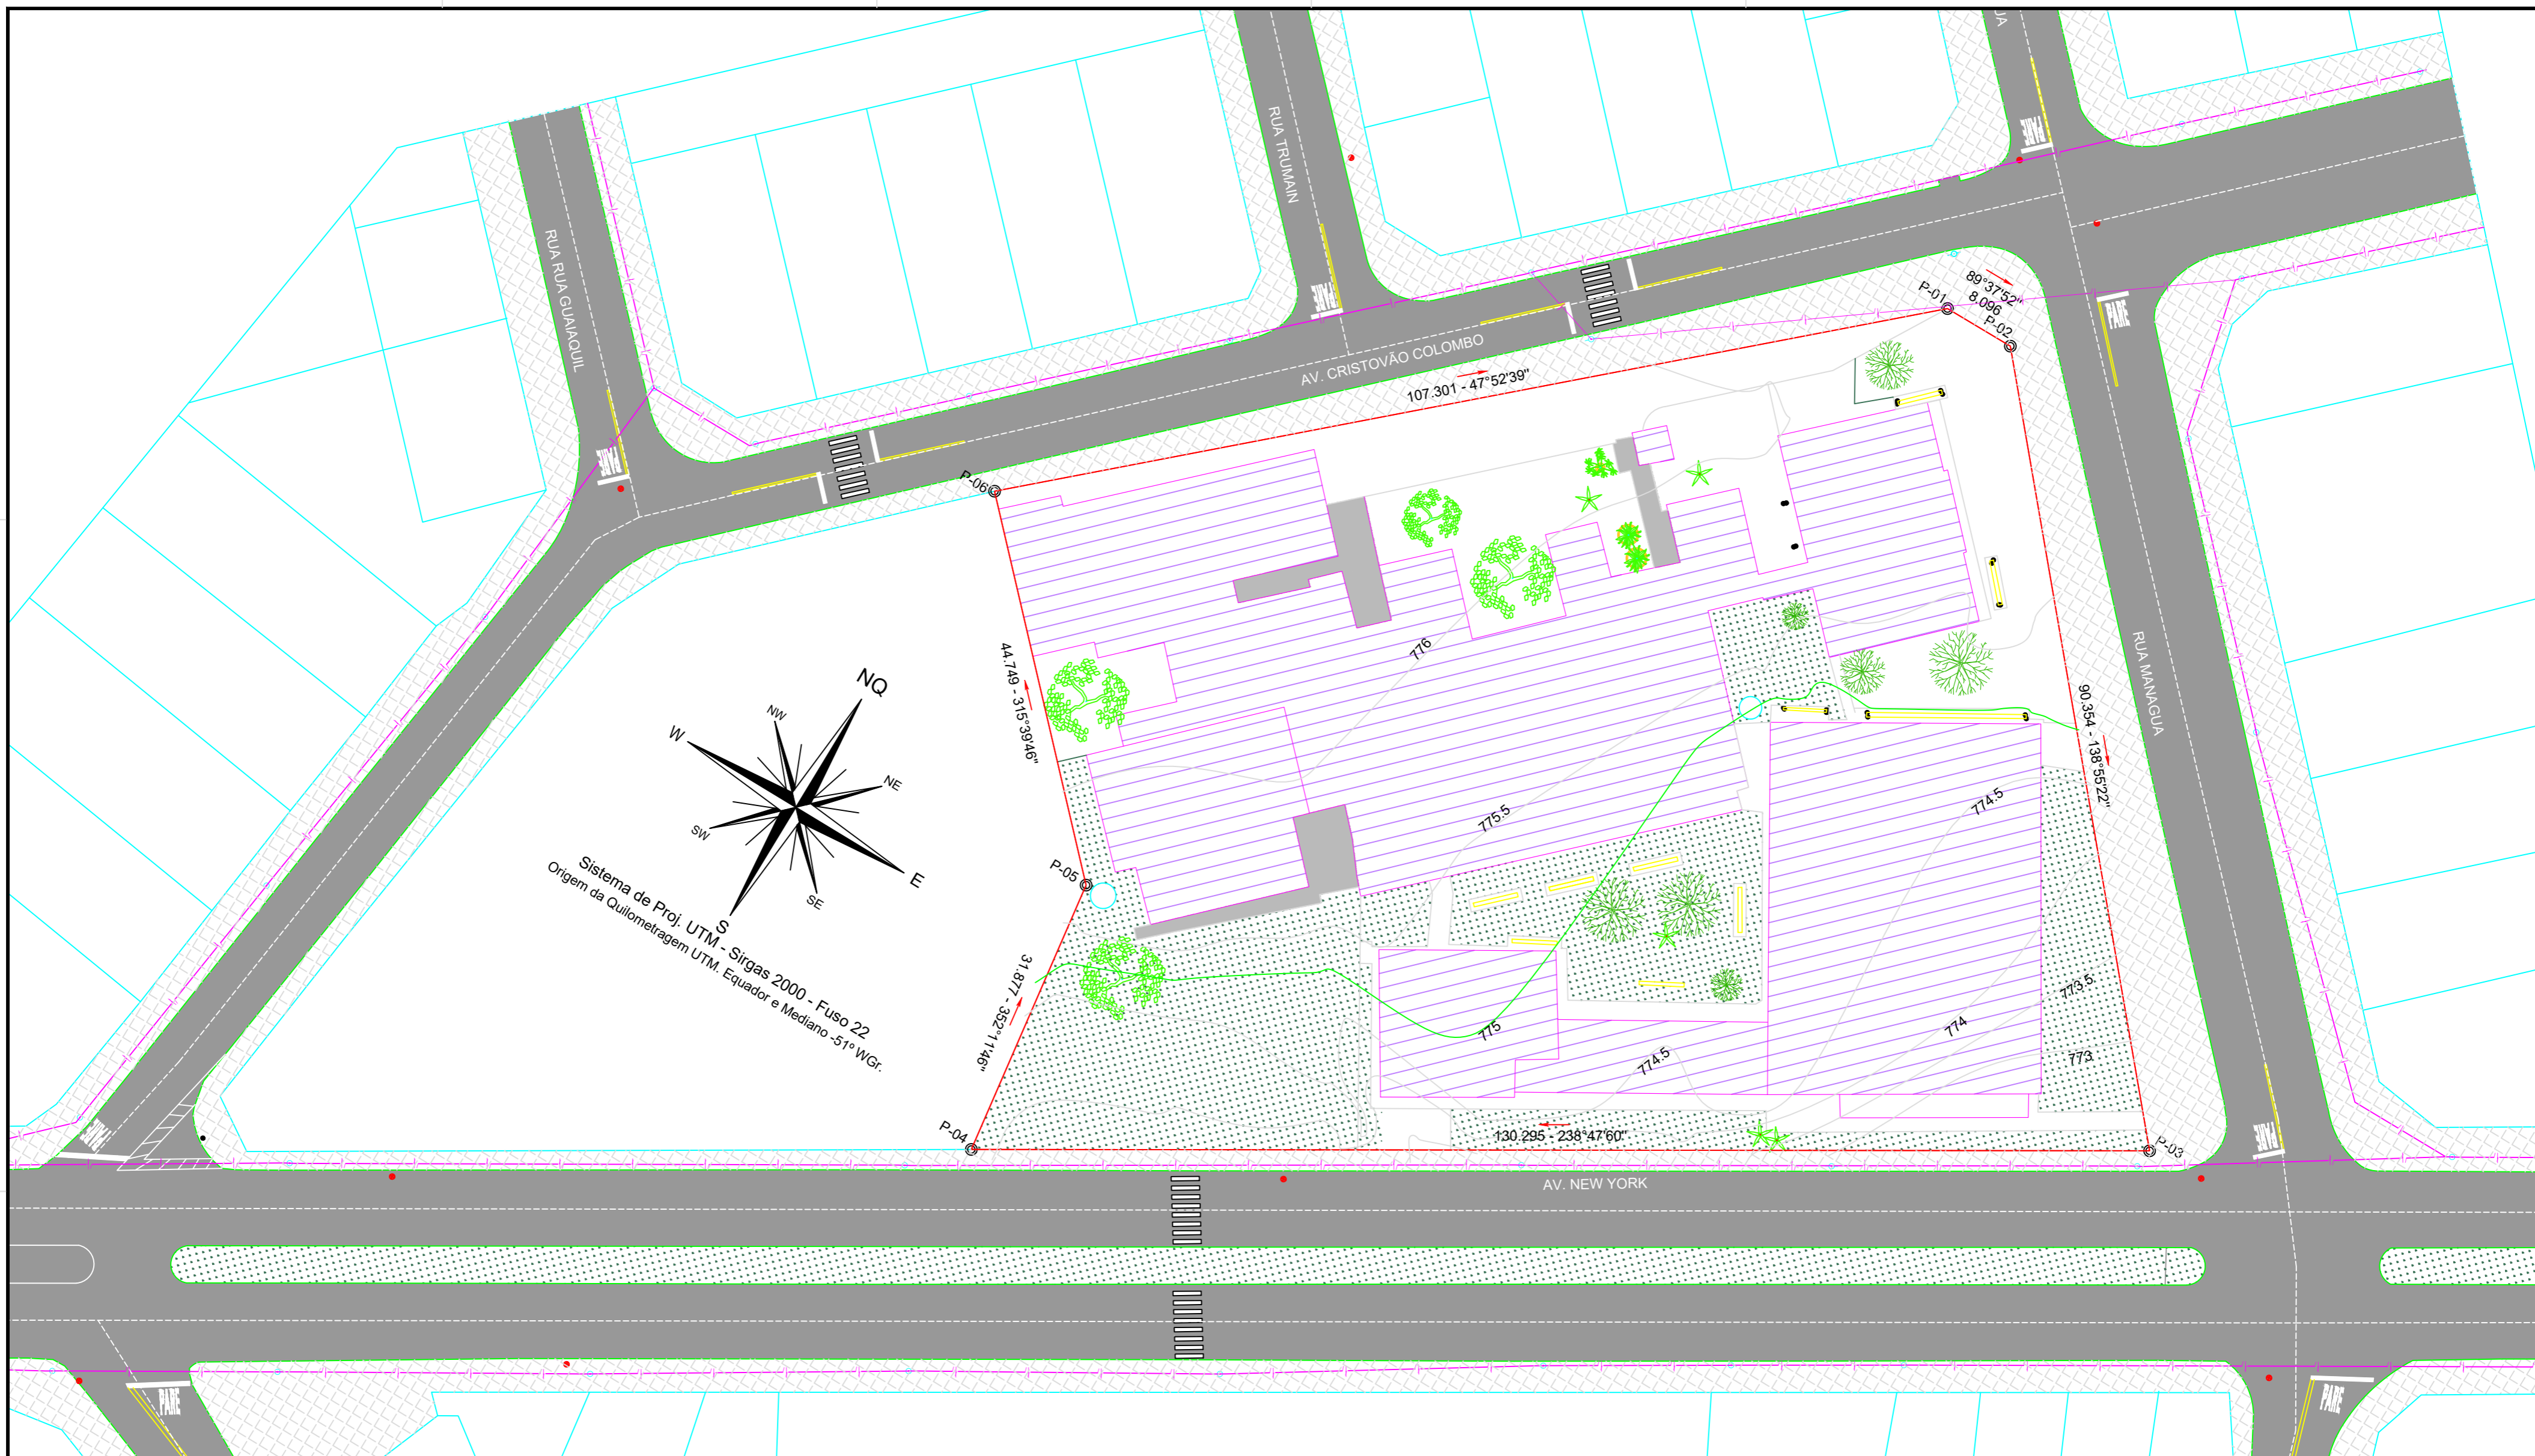 UA
PARE
RUA TRUMAIN
RUA RUA GUAIAQUIL
89°37'52"
8.096
P-01
P-02
PARE
PARE
AV. CRISTOVÃO COLOMBO
107.301 - 47°52'39"
PARE
P-06
776
44.749 - 315°39'46"
RUA MANAGUA
90.354 - 138°55'22"
NQ
NW
W
NE
SW
E
SE
S
Sistema de Proj. UTM - Sirgas 2000 - Fuso 22
Origem da Quilometragem UTM. Equador e Mediano -51º WGr.
775.5
774.5
P-05
31.877 - 352°11'46"
773.5
775
774
774.5
773
P-04
130.295 - 238°47'60"
P-03
PARE
PARE
AV. NEW YORK
PARE
PARE